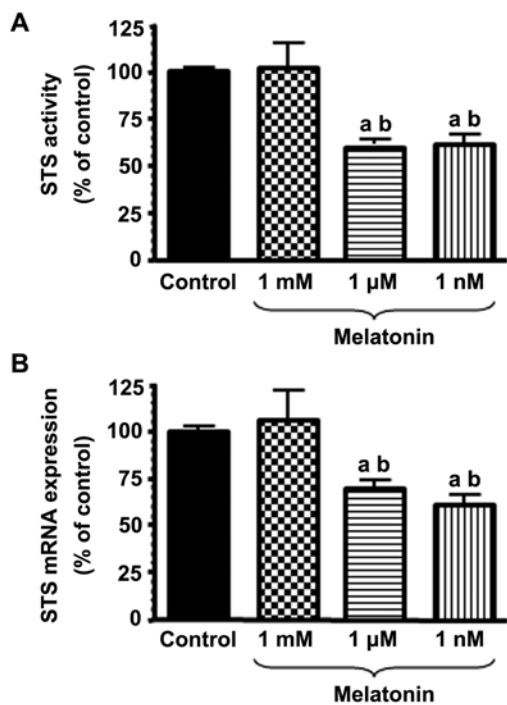 A
STS activity
(% of control)
125
100
75
50
25
0
a b
a b
Control
1 mM
1 µM
1 nM
Melatonin
B
STS mRNA expression
(% of control)
125
100
75
50
25
0
a b
a b
Control
1 mM
1 µM
1 nM
Melatonin